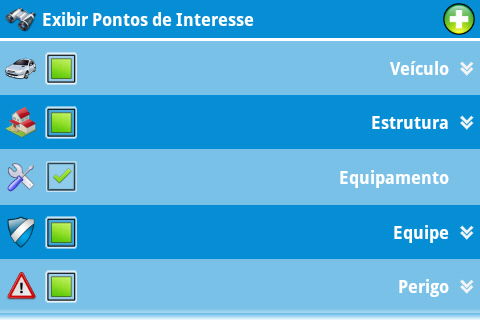 Exibir Pontos de Interesse
Veículo
Estrutura
Equipamento
Equipe
Perigo